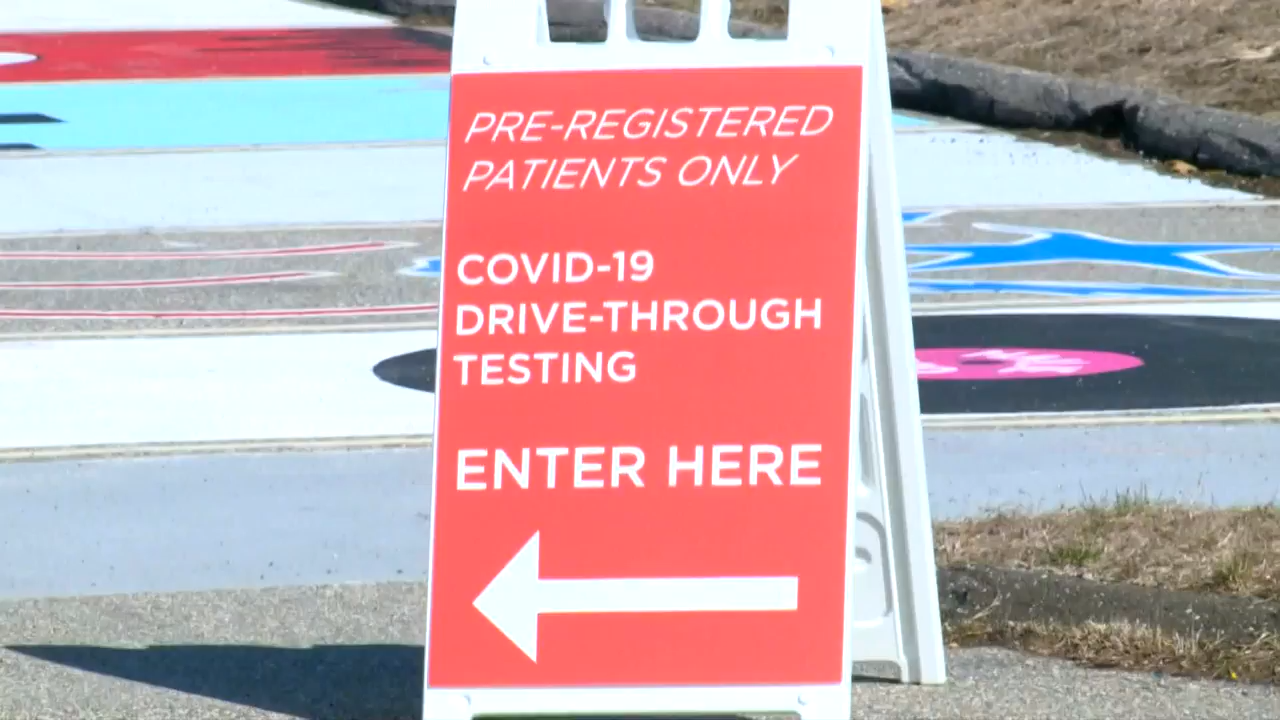 PRE-REGISTERED
PATIENTS ONLY
COVID-19
DRIVE-THROUGH
TESTING
ENTER HERE